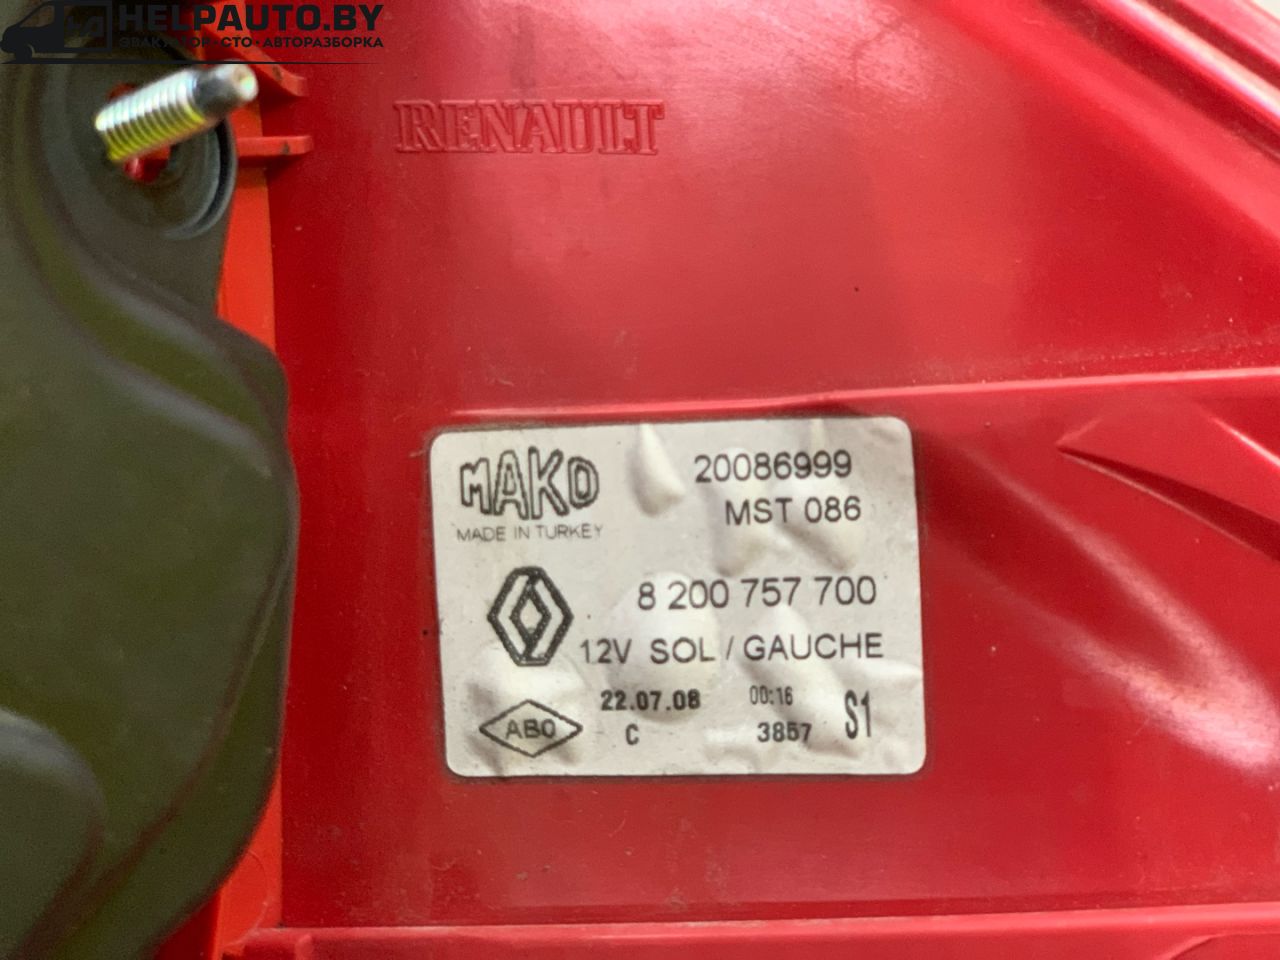 HELPAUTO.BY
ЭВАКУАТОР · СТО · АВТОРАЗБОРКА
RENAULT
MAKO
MADE IN TURKEY
20086999
MST 086
8 200 757 700
12V SOL / GAUCHE
22.07.08 00:16
C 3857 S1
ABO